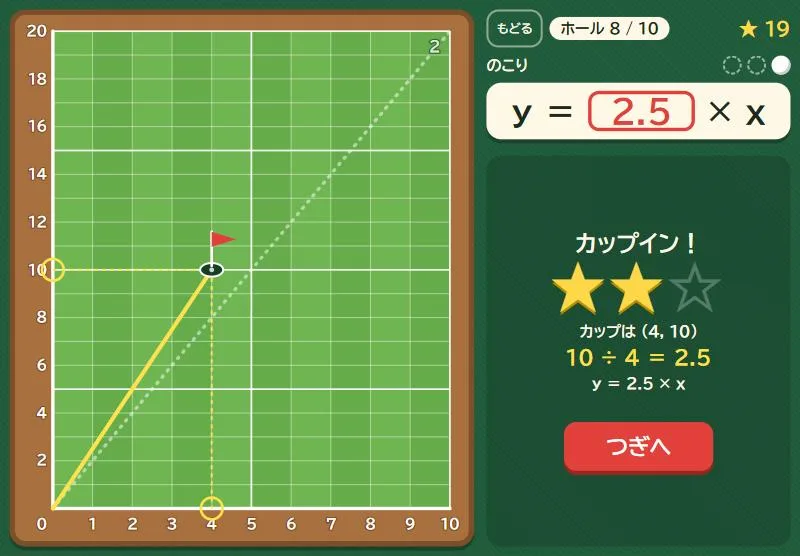 もどる
ホール 8 / 10
★ 19
のこり
y = 2.5 × x
20
18
16
14
12
10
8
6
4
2
0
1 2 3 4 5 6 7 8 9 10
2
カップイン！
カップは (4, 10)
10 ÷ 4 = 2.5
y = 2.5 × x
つぎへ